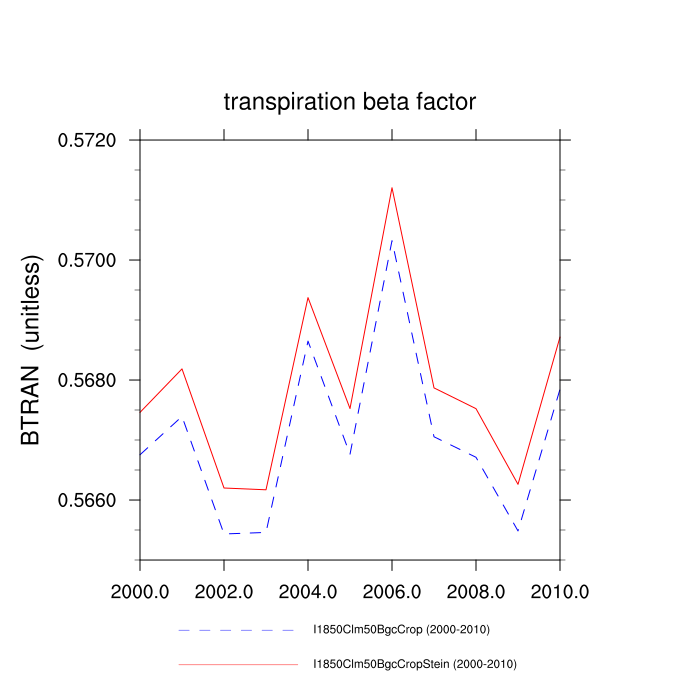 transpiration beta factor
0.5720
0.5700
0.5680
0.5660
BTRAN (unitless)
2000.0 2002.0 2004.0 2006.0 2008.0 2010.0
I1850Clm50BgcCrop (2000-2010)
I1850Clm50BgcCropStein (2000-2010)